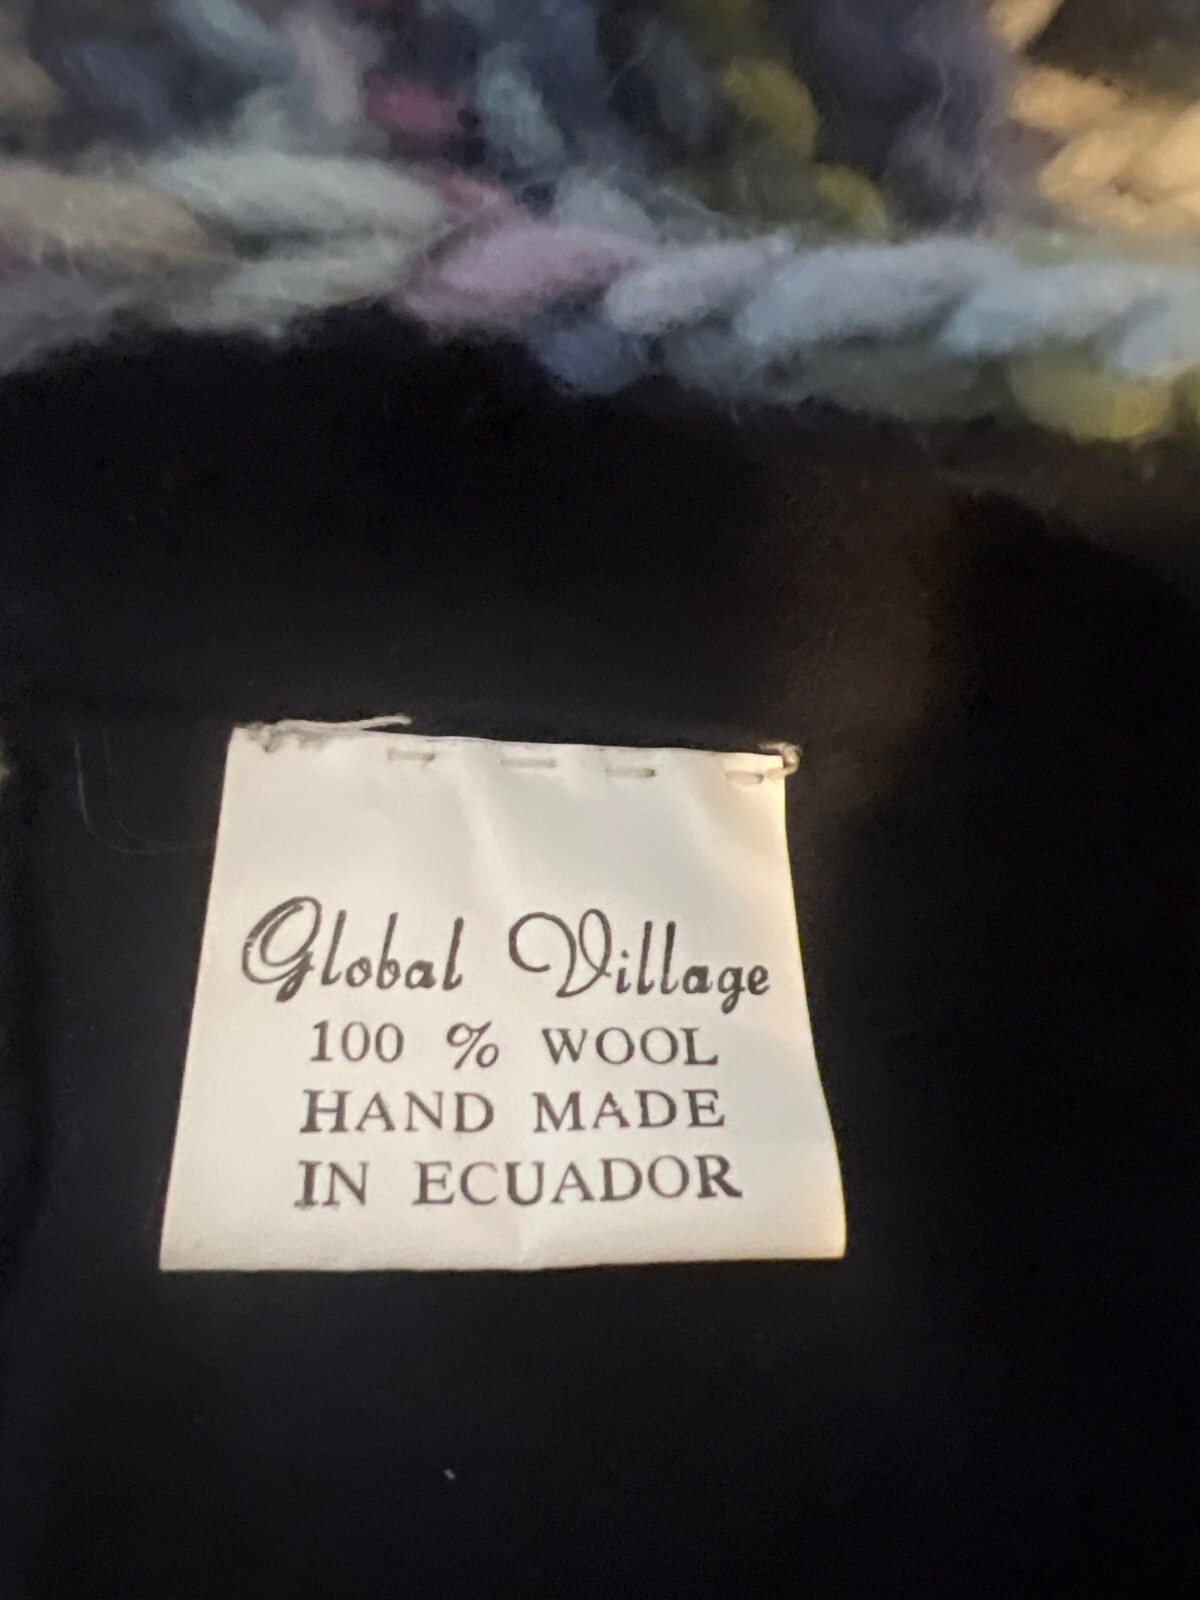 Global Village
100 % WOOL
HAND MADE
IN ECUADOR